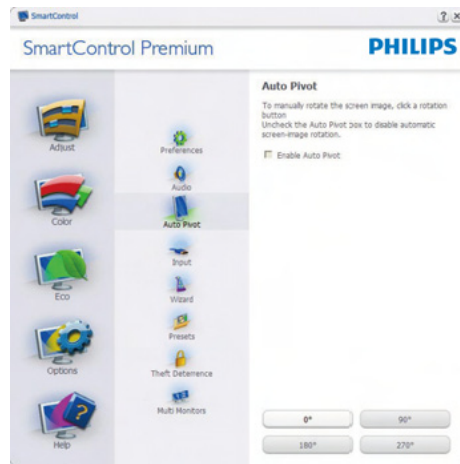 SmartControl
? x
SmartControl Premium
PHILIPS
Adjust
Color
Eco
Options
Help
Preferences
Audio
Auto Pivot
Input
Wizard
Presets
Theft Deterrence
Multi Monitors
Auto Pivot
To manually rotate the screen image, click a rotation
button
Uncheck the Auto Pivot box to disable automatic
screen-image rotation.
Enable Auto Pivot
0°
90°
180°
270°